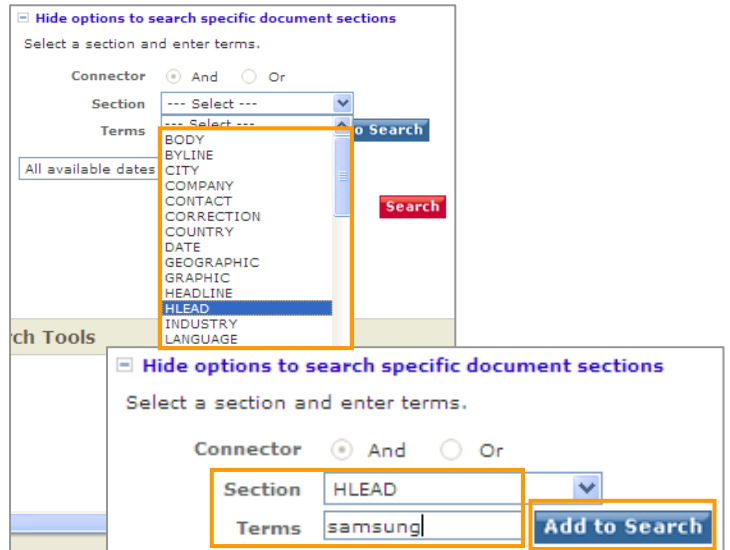 Hide options to search specific document sections
Select a section and enter terms.
Connector And Or
Section --- Select ---
Terms --- Select --- o Search
BODY
BYLINE
All available dates CITY
COMPANY
CONTACT
CORRECTION
Search
COUNTRY
DATE
GEOGRAPHIC
GRAPHIC
HEADLINE
HLEAD
INDUSTRY
rch Tools LANGUAGE
Hide options to search specific document sections
Select a section and enter terms.
Connector And Or
Section HLEAD
Terms samsung Add to Search